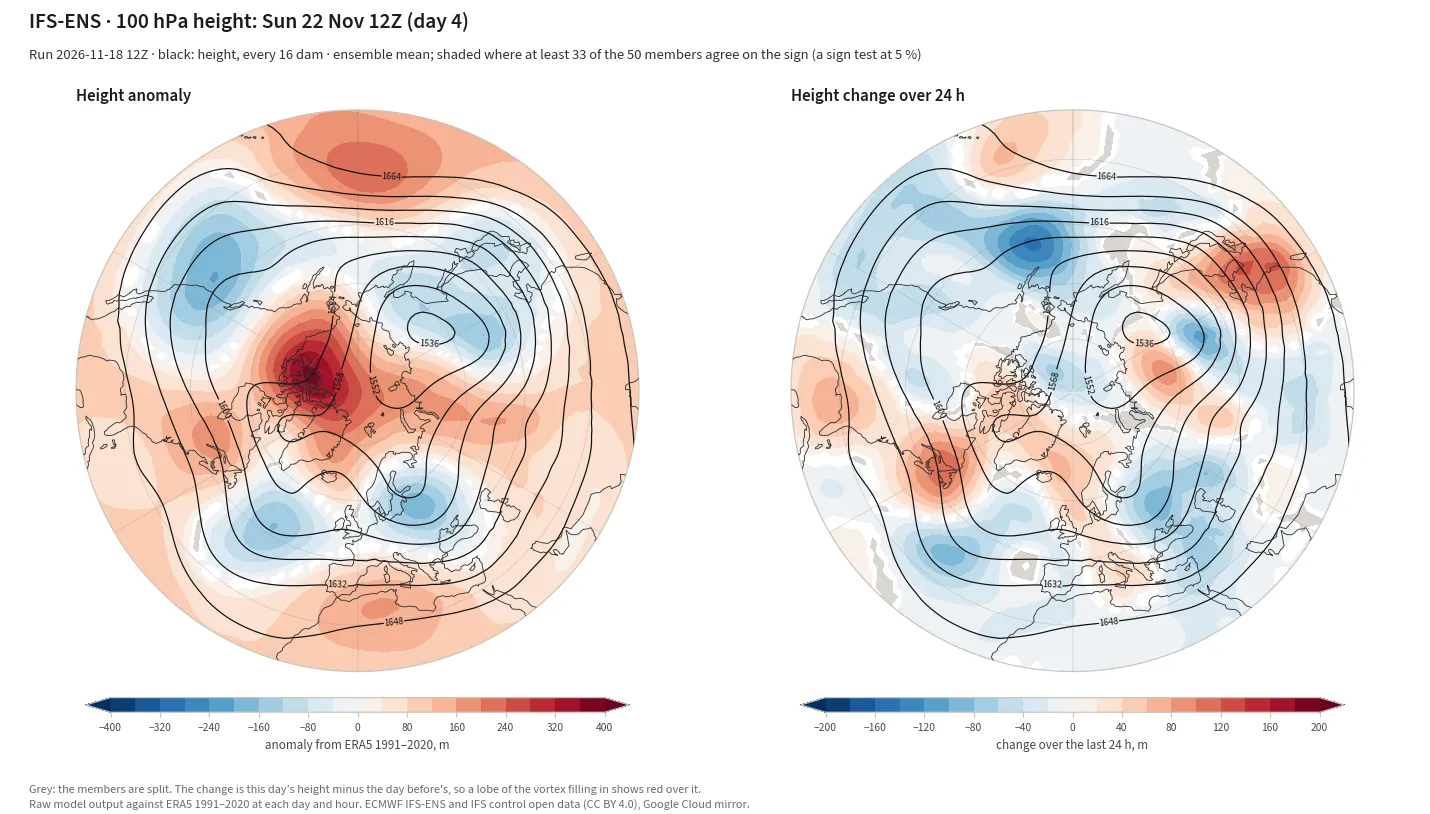 IFS-ENS · 100 hPa height: Sun 22 Nov 12Z (day 4)
Run 2026-11-18 12Z · black: height, every 16 dam · ensemble mean; shaded where at least 33 of the 50 members agree on the sign (a sign test at 5 %)
Height anomaly
Height change over 24 h
1664
1616
1536
1568
1552
1632
1648
1664
1616
1536
1568
1552
1632
1648
−400 −320 −240 −160 −80 0 80 160 240 320 400
anomaly from ERA5 1991–2020, m
−200 −160 −120 −80 −40 0 40 80 120 160 200
change over the last 24 h, m
Grey: the members are split. The change is this day's height minus the day before's, so a lobe of the vortex filling in shows red over it.
Raw model output against ERA5 1991–2020 at each day and hour. ECMWF IFS-ENS and IFS control open data (CC BY 4.0), Google Cloud mirror.